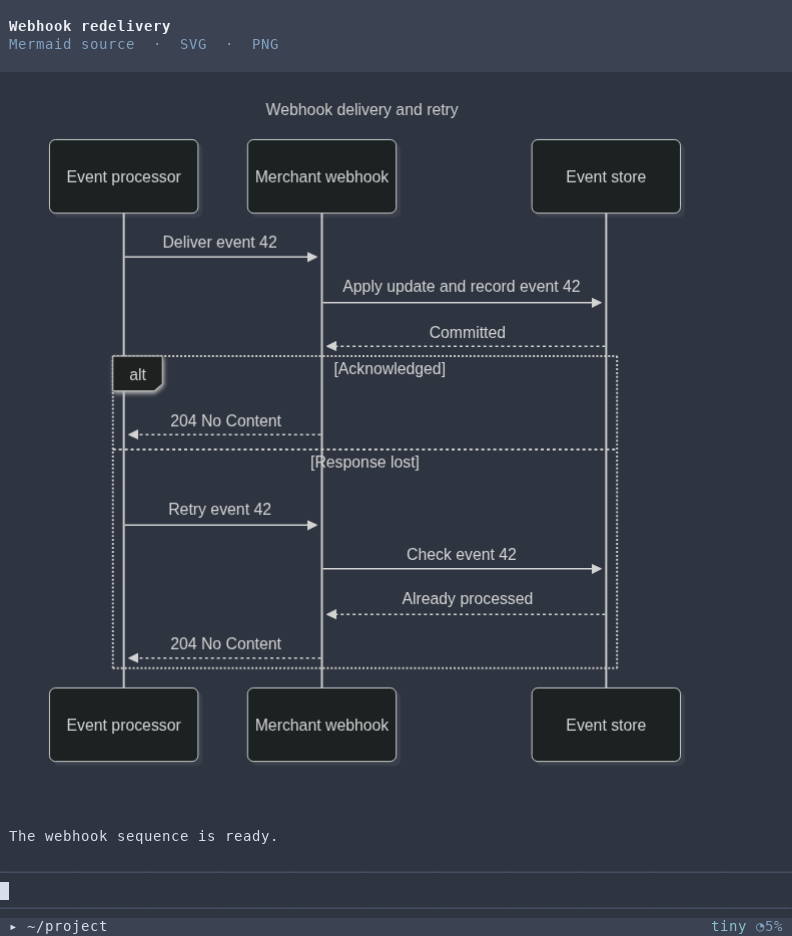 Webhook redelivery
Mermaid source · SVG · PNG
Webhook delivery and retry
Event processor
Merchant webhook
Event store
Deliver event 42
Apply update and record event 42
Committed
alt
[Acknowledged]
204 No Content
[Response lost]
Retry event 42
Check event 42
Already processed
204 No Content
Event processor
Merchant webhook
Event store
The webhook sequence is ready.
▸ ~/project
tiny ◔5%